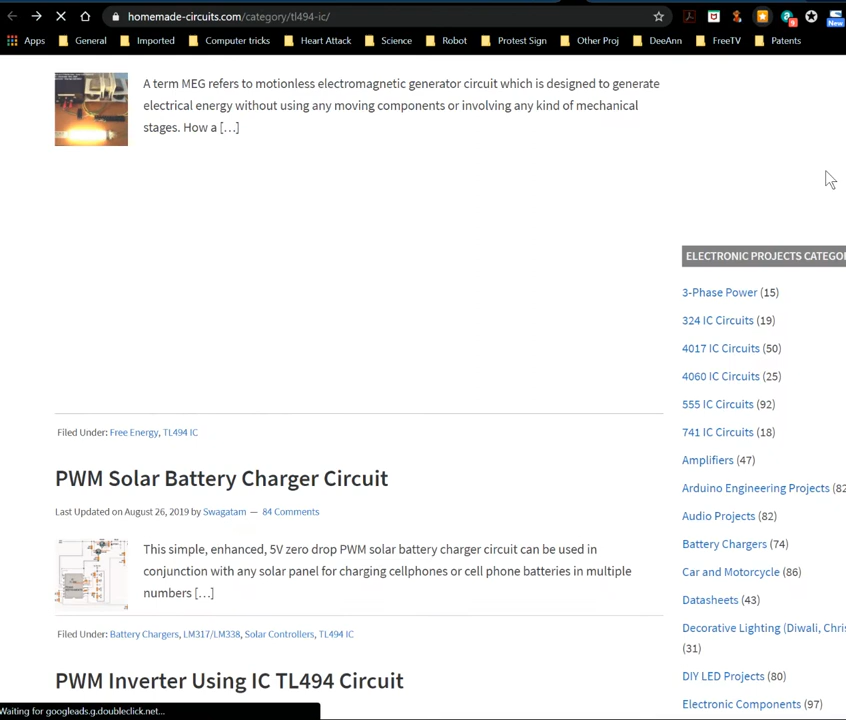 homemade-circuits.com/category/tl494-ic/
9
New
Apps General Imported Computer tricks Heart Attack Science Robot Protest Sign Other Proj DeeAnn FreeTV Patents
A term MEG refers to motionless electromagnetic generator circuit which is designed to generate
electrical energy without using any moving components or involving any kind of mechanical
stages. How a […]
Filed Under: Free Energy, TL494 IC
PWM Solar Battery Charger Circuit
Last Updated on August 26, 2019 by Swagatam — 84 Comments
This simple, enhanced, 5V zero drop PWM solar battery charger circuit can be used in
conjunction with any solar panel for charging cellphones or cell phone batteries in multiple
numbers […]
Filed Under: Battery Chargers, LM317/LM338, Solar Controllers, TL494 IC
PWM Inverter Using IC TL494 Circuit
ELECTRONIC PROJECTS CATEGO
3-Phase Power (15)
324 IC Circuits (19)
4017 IC Circuits (50)
4060 IC Circuits (25)
555 IC Circuits (92)
741 IC Circuits (18)
Amplifiers (47)
Arduino Engineering Projects (82
Audio Projects (82)
Battery Chargers (74)
Car and Motorcycle (86)
Datasheets (43)
Decorative Lighting (Diwali, Chris
(31)
DIY LED Projects (80)
Electronic Components (97)
Waiting for googleads.g.doubleclick.net...